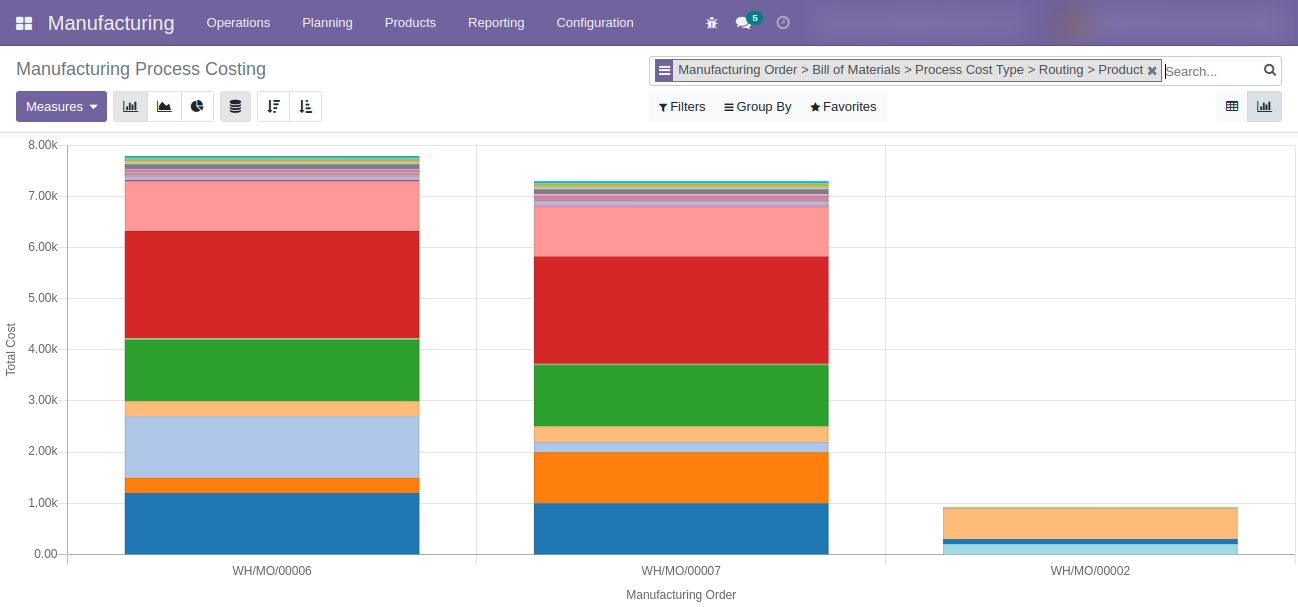 Manufacturing Operations Planning Products Reporting Configuration 5
Manufacturing Process Costing
Manufacturing Order > Bill of Materials > Process Cost Type > Routing > Product Search...
Measures Filters Group By Favorites
8.00k
7.00k
6.00k
5.00k
4.00k
3.00k
2.00k
1.00k
0.00
Total Cost
WH/MO/00006 WH/MO/00007 WH/MO/00002
Manufacturing Order